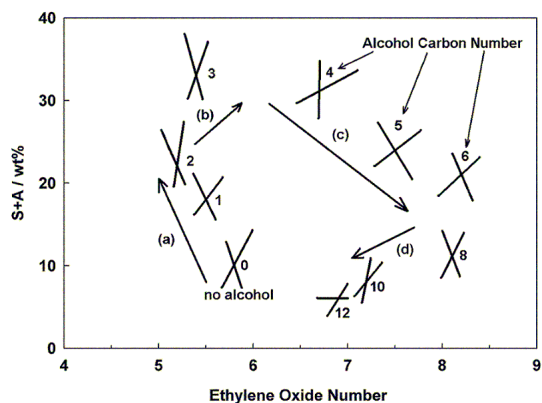 40
30
20
10
0
S+A / wt%
4 5 6 7 8 9
Ethylene Oxide Number
Alcohol Carbon Number
3
4
(b)
(c)
5
2
6
1
(a)
(d)
0
8
no alcohol
10
12